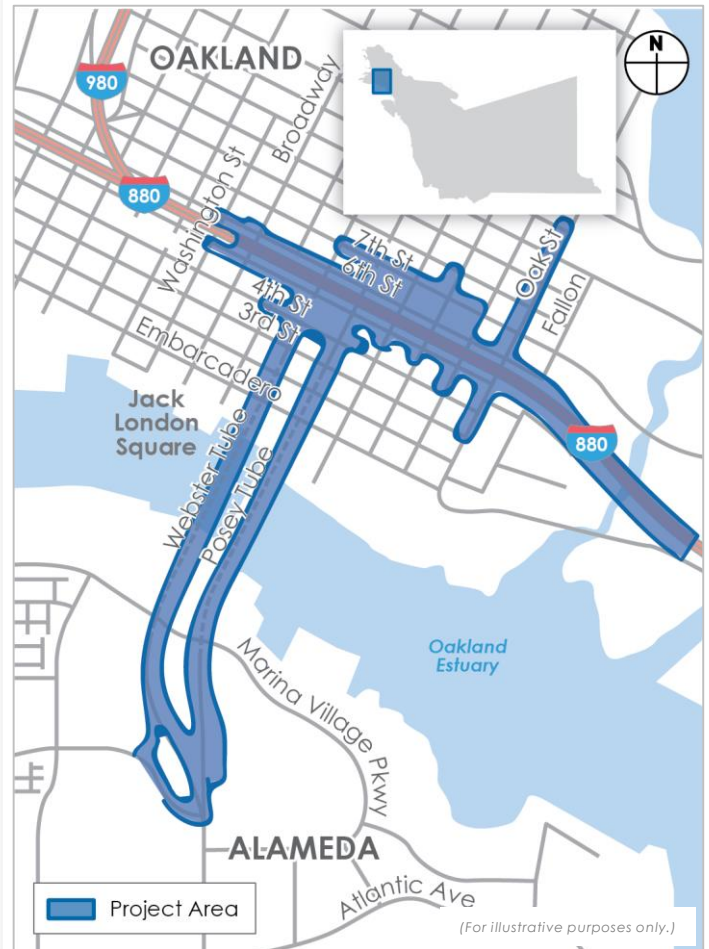 OAKLAND
N
980
Broadway
880
Washington St
7th St
6th St
Oak St
Fallon
4th St
3rd St
Embarcadero
Jack
London
Square
880
Webster Tube
Posey Tube
Oakland
Estuary
Marina Village Pkwy
ALAMEDA
Atlantic Ave
Project Area
(For illustrative purposes only.)